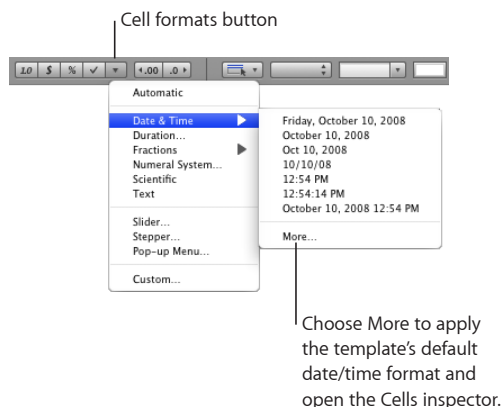 Cell formats button
1.0 $ % .00 .0
Automatic
Date & Time
Duration...
Fractions
Numeral System...
Scientific
Text
Slider...
Stepper...
Pop-up Menu...
Custom...
Friday, October 10, 2008
October 10, 2008
Oct 10, 2008
10/10/08
12:54 PM
12:54:14 PM
October 10, 2008 12:54 PM
More...
Choose More to apply
the template's default
date/time format and
open the Cells inspector.